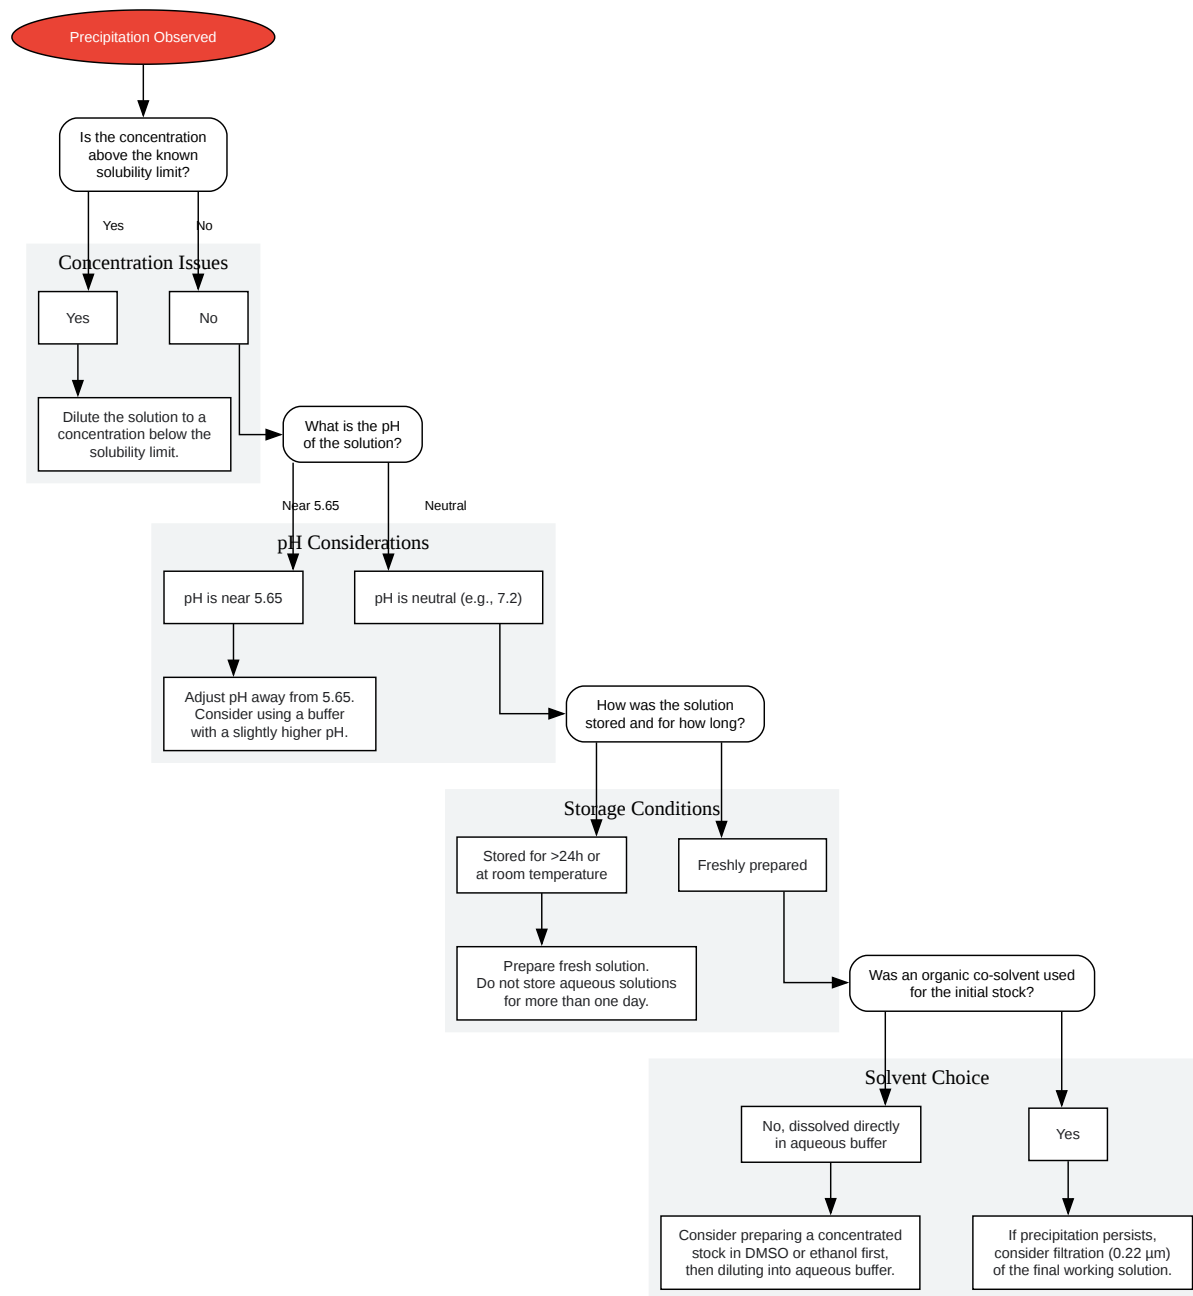 Precipitation Observed
Is the concentration
above the known
solubility limit?
Yes
No
Concentration Issues
Yes
No
Dilute the solution to a
concentration below the
solubility limit.
What is the pH
of the solution?
Near 5.65
Neutral
pH Considerations
pH is near 5.65
pH is neutral (e.g., 7.2)
Adjust pH away from 5.65.
Consider using a buffer
with a slightly higher pH.
How was the solution
stored and for how long?
Storage Conditions
Stored for >24h or
at room temperature
Freshly prepared
Prepare fresh solution.
Do not store aqueous solutions
for more than one day.
Was an organic co-solvent used
for the initial stock?
Solvent Choice
No, dissolved directly
in aqueous buffer
Yes
Consider preparing a concentrated
stock in DMSO or ethanol first,
then diluting into aqueous buffer.
If precipitation persists,
consider filtration (0.22 µm)
of the final working solution.